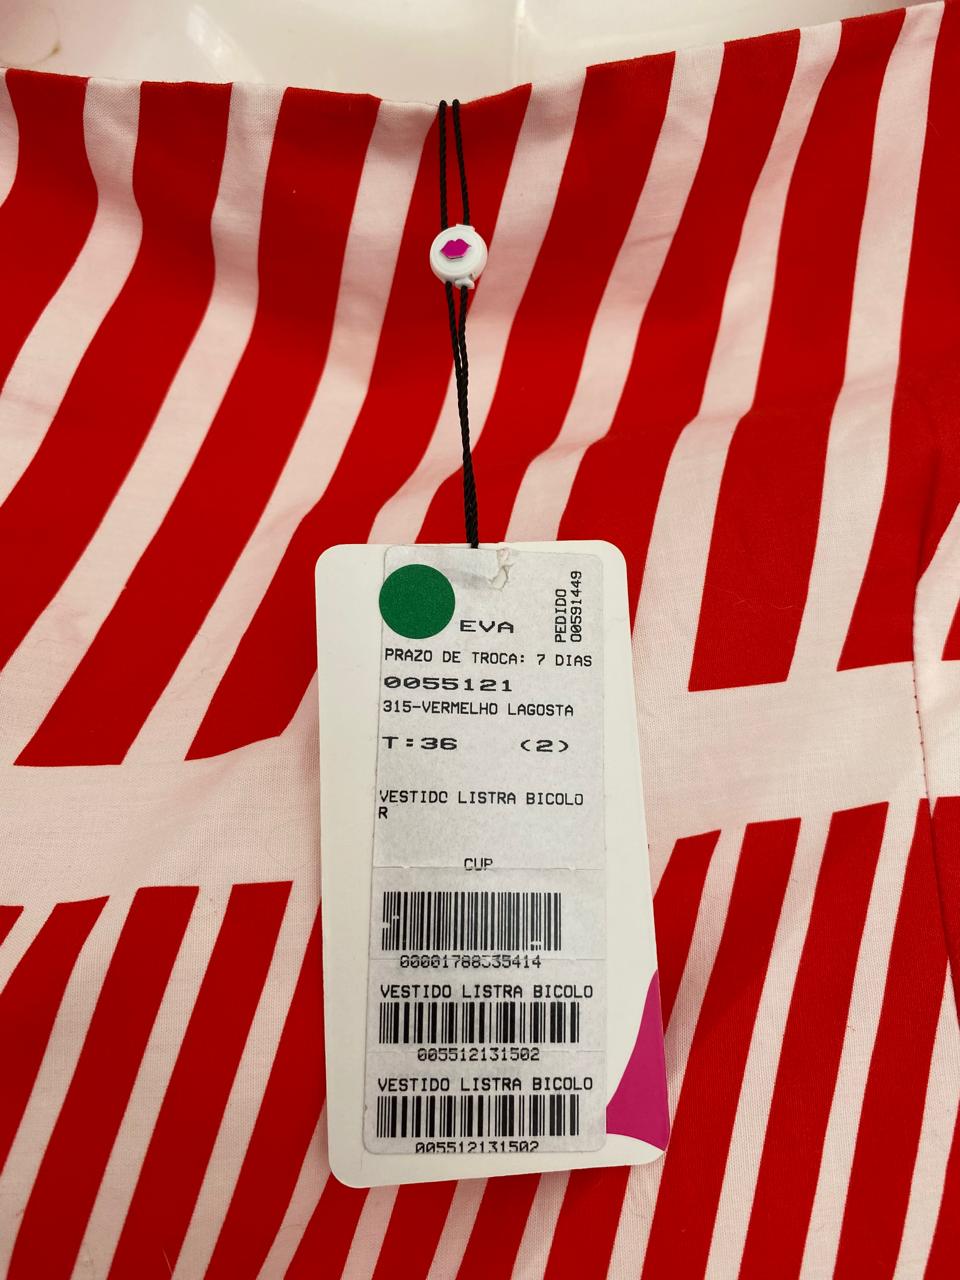 EVA
PEDIDO
00591449
PRAZO DE TROCA: 7 DIAS
0055121
315-VERMELHO LAGOSTA
T:36 (2)
VESTIDO LISTRA BICOLO
R
CUP
00001788535414
VESTIDO LISTRA BICOLO
005512131502
VESTIDO LISTRA BICOLO
005512131502